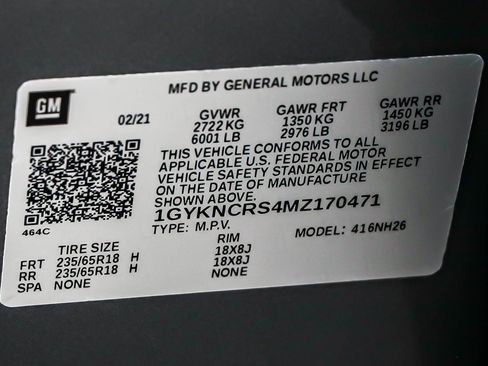 GM
MFD BY GENERAL MOTORS LLC
02/21
GVWR GAWR FRT GAWR RR
2722 KG 1350 KG 1450 KG
6001 LB 2976 LB 3196 LB
THIS VEHICLE CONFORMS TO ALL
APPLICABLE U.S. FEDERAL MOTOR
VEHICLE SAFETY STANDARDS IN EFFECT
ON THE DATE OF MANUFACTURE
SHOWN ABOVE.
1GYKNCRS4MZ170471
464C
TYPE: M.P.V. MODEL: 416NH26
TIRE SIZE RIM
FRT 235/65R18 H 18X8J
RR 235/65R18 H 18X8J
SPA NONE NONE